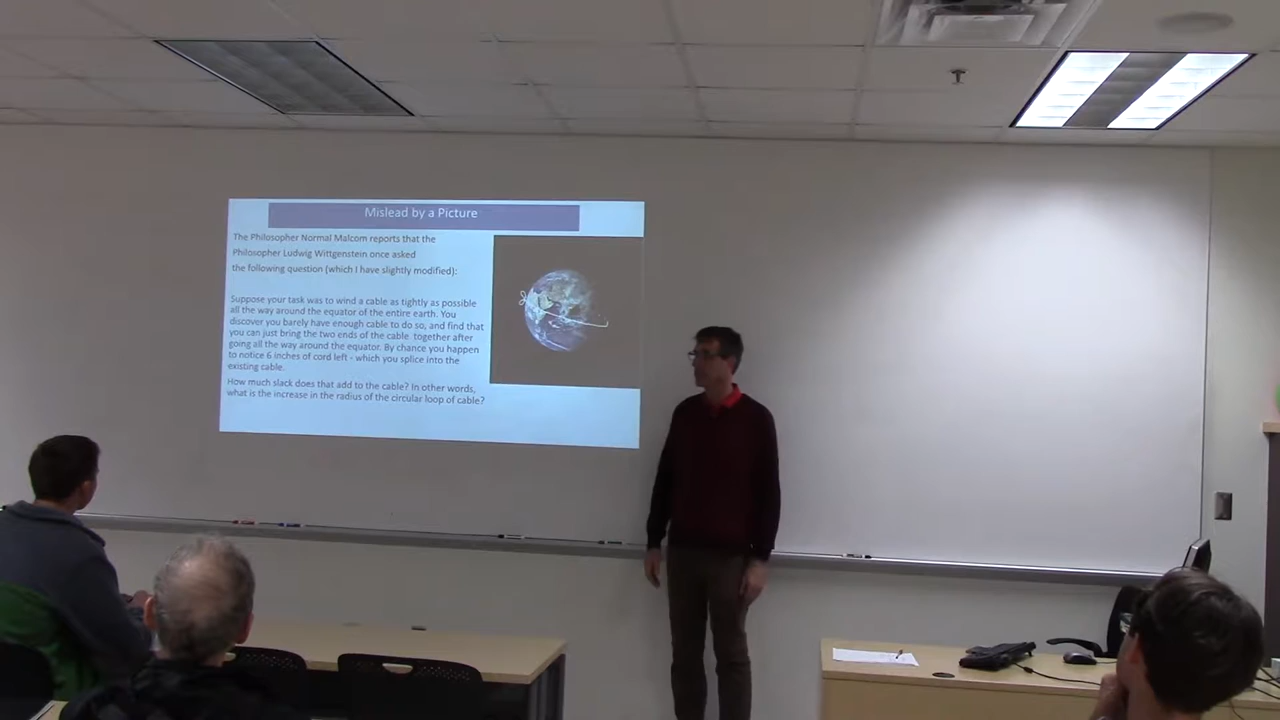 Mislead by a Picture
The Philosopher Normal Malcom reports that the
Philosopher Ludwig Wittgenstein once asked
the following question (which I have slightly modified):
Suppose your task was to wind a cable as tightly as possible
all the way around the equator of the entire earth. You
discover you barely have enough cable to do so, and find that
you can just bring the two ends of the cable together after
going all the way around the equator. By chance you happen
to notice 6 inches of cord left - which you splice into the
existing cable.
How much slack does that add to the cable? In other words,
what is the increase in the radius of the circular loop of cable?